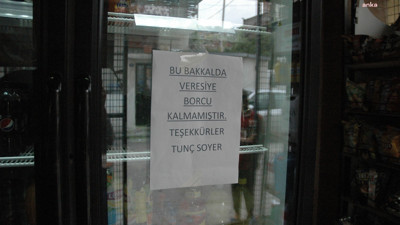 anka
BU BAKKALDA
VERESİYE
BORCU
KALMAMIŞTIR.
TEŞEKKÜRLER
TUNÇ SOYER